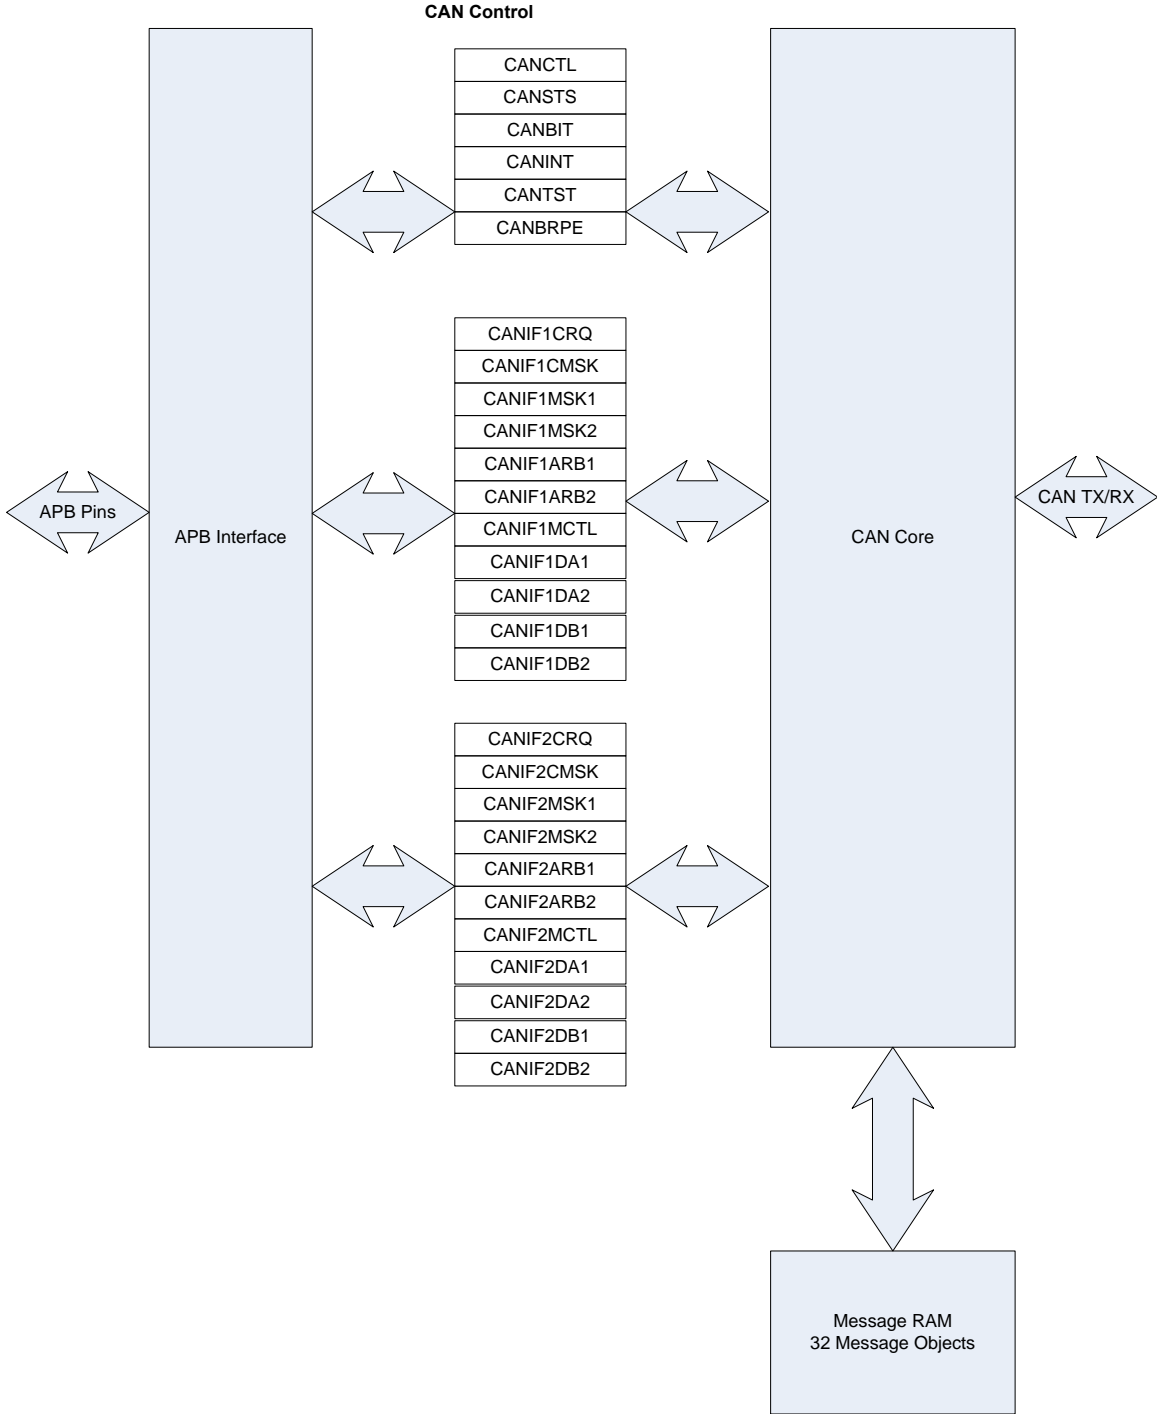 CAN Control
CANCTL
CANSTS
CANBIT
CANINT
CANTST
CANBRPE
CANIF1CRQ
CANIF1CMSK
CANIF1MSK1
CANIF1MSK2
CANIF1ARB1
CANIF1ARB2
CANIF1MCTL
CANIF1DA1
CANIF1DA2
CANIF1DB1
CANIF1DB2
APB Pins
APB Interface
CAN Core
CAN TX/RX
CANIF2CRQ
CANIF2CMSK
CANIF2MSK1
CANIF2MSK2
CANIF2ARB1
CANIF2ARB2
CANIF2MCTL
CANIF2DA1
CANIF2DA2
CANIF2DB1
CANIF2DB2
Message RAM
32 Message Objects